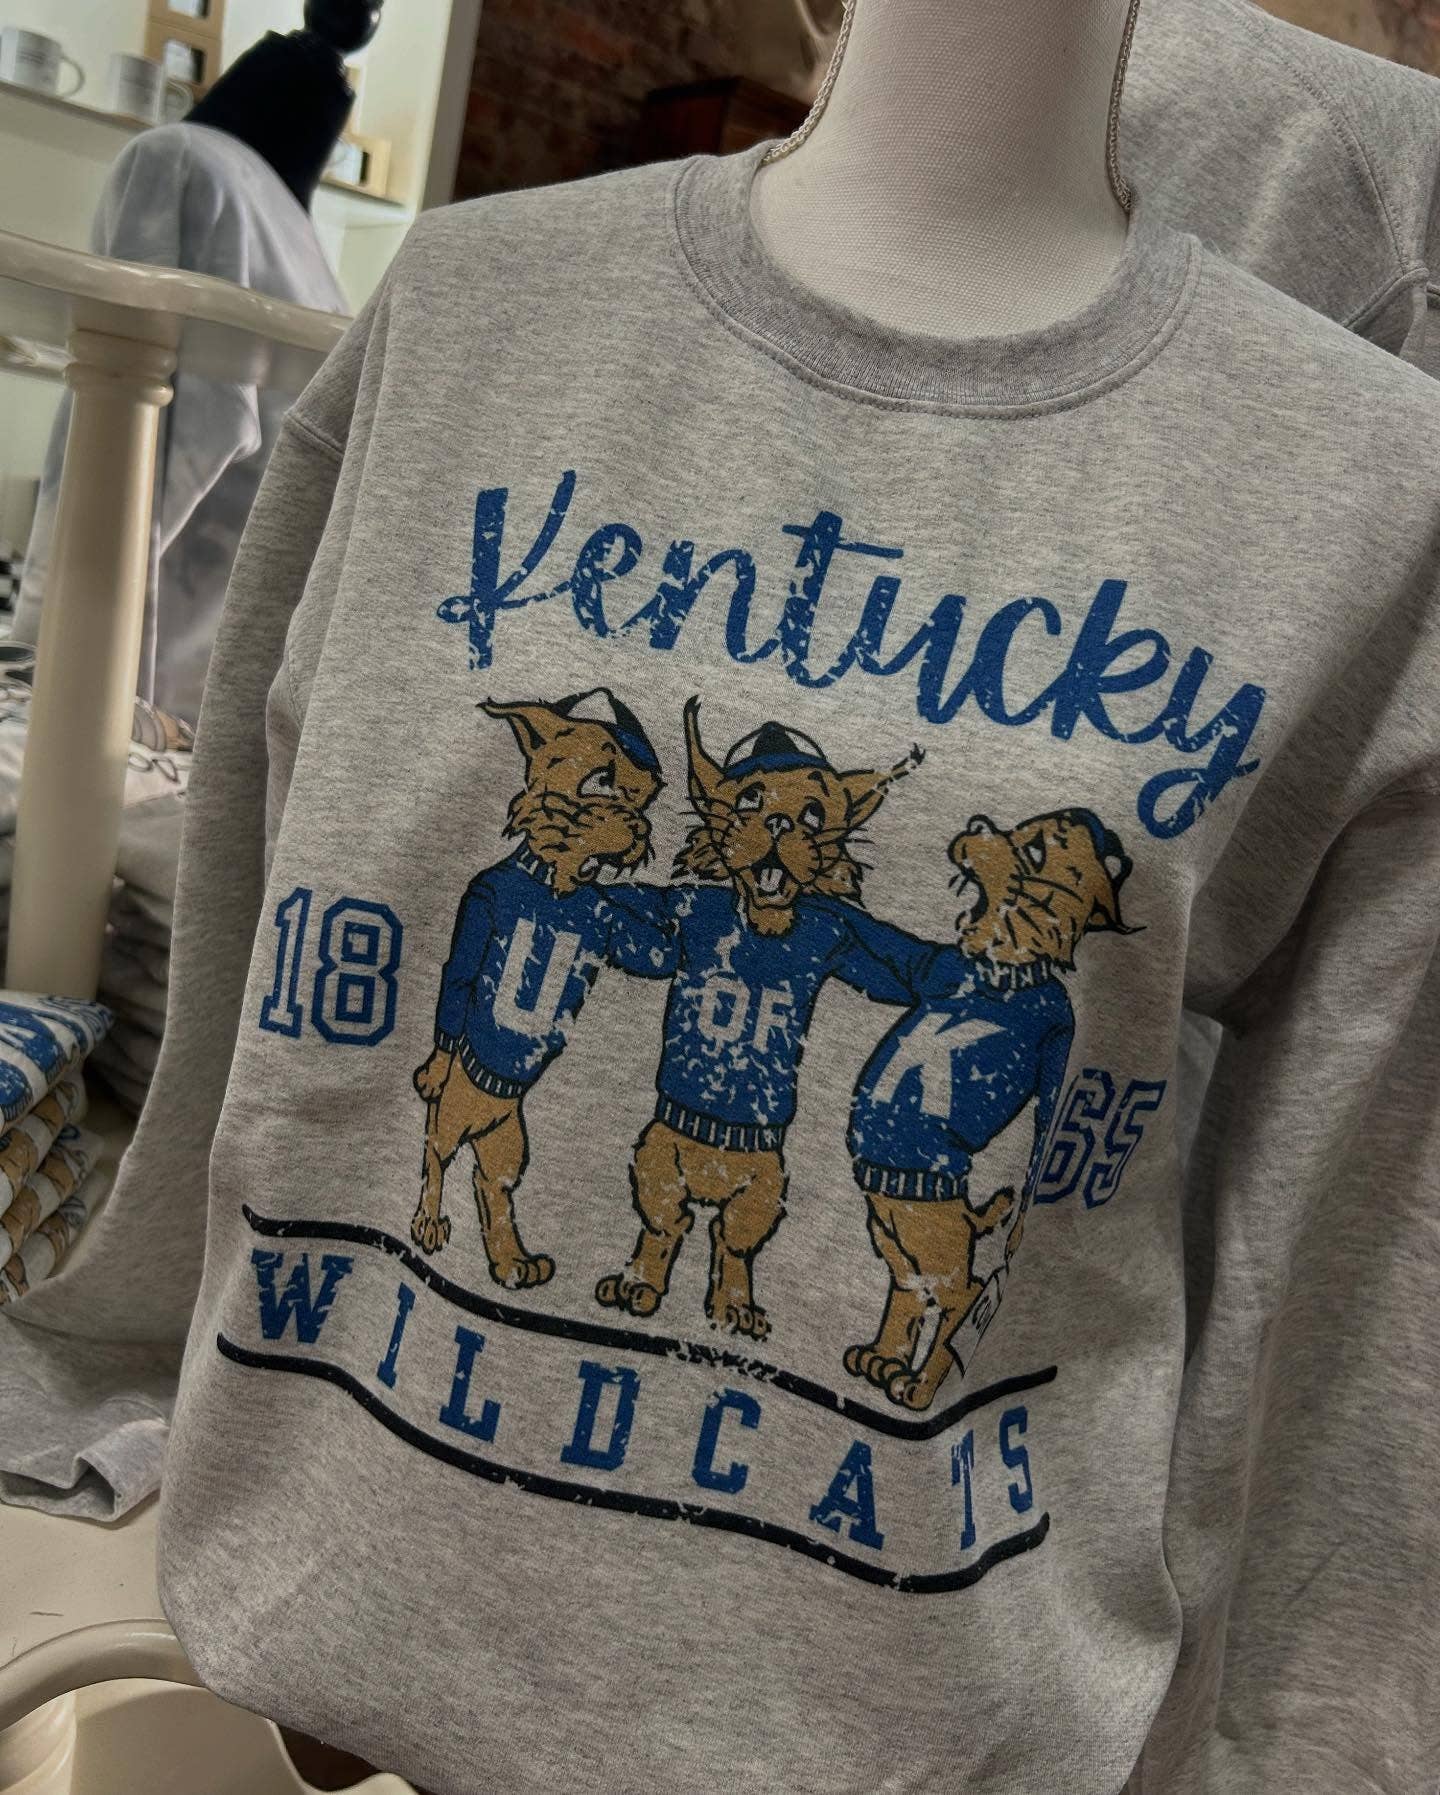 Kentucky
18 65
U OF K
WILDCATS